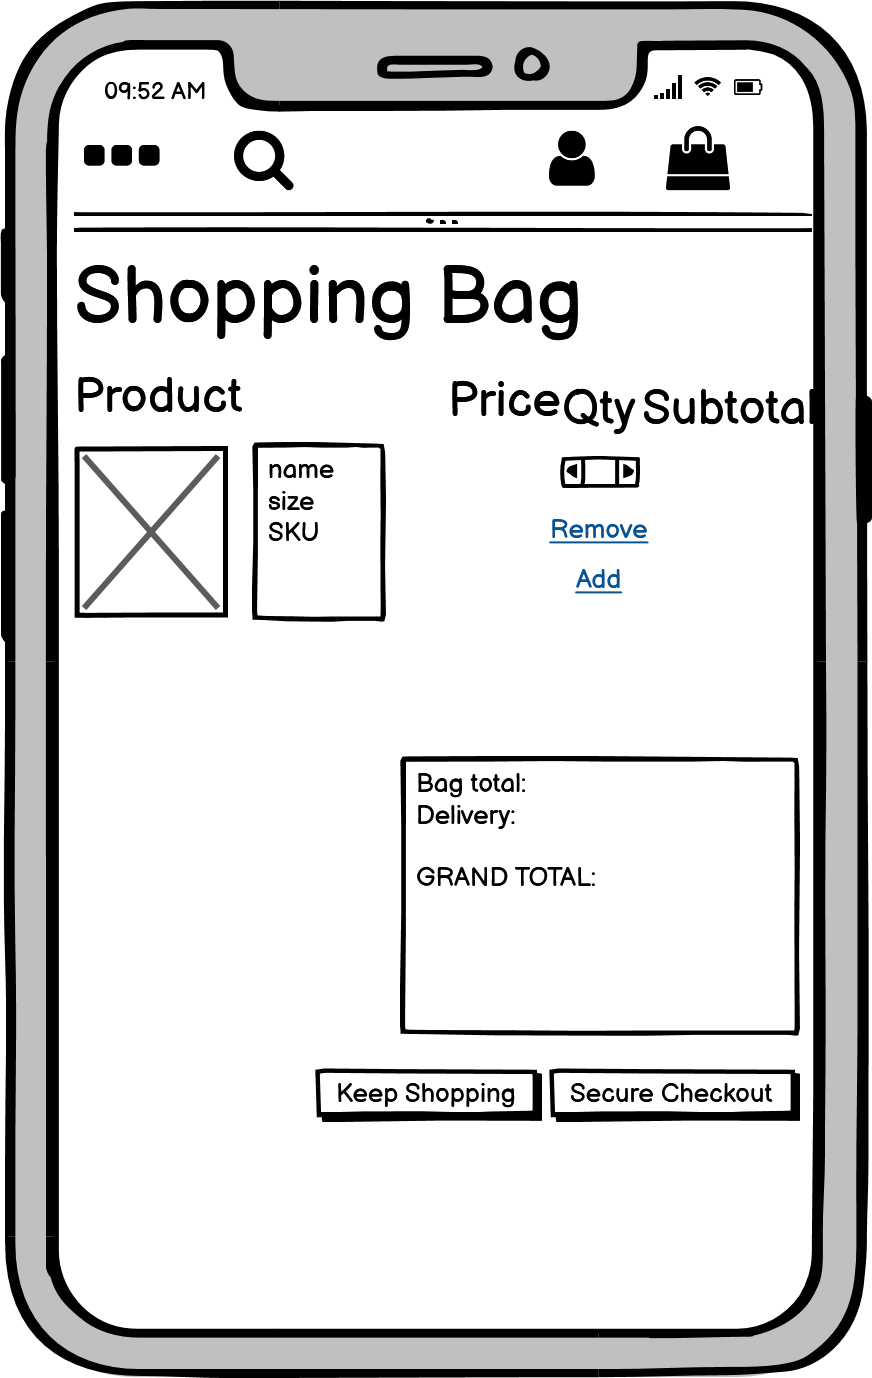 09:52 AM
Shopping Bag
Product Price Qty Subtotal
name
size
SKU
Remove
Add
Bag total:
Delivery:
GRAND TOTAL:
Keep Shopping Secure Checkout